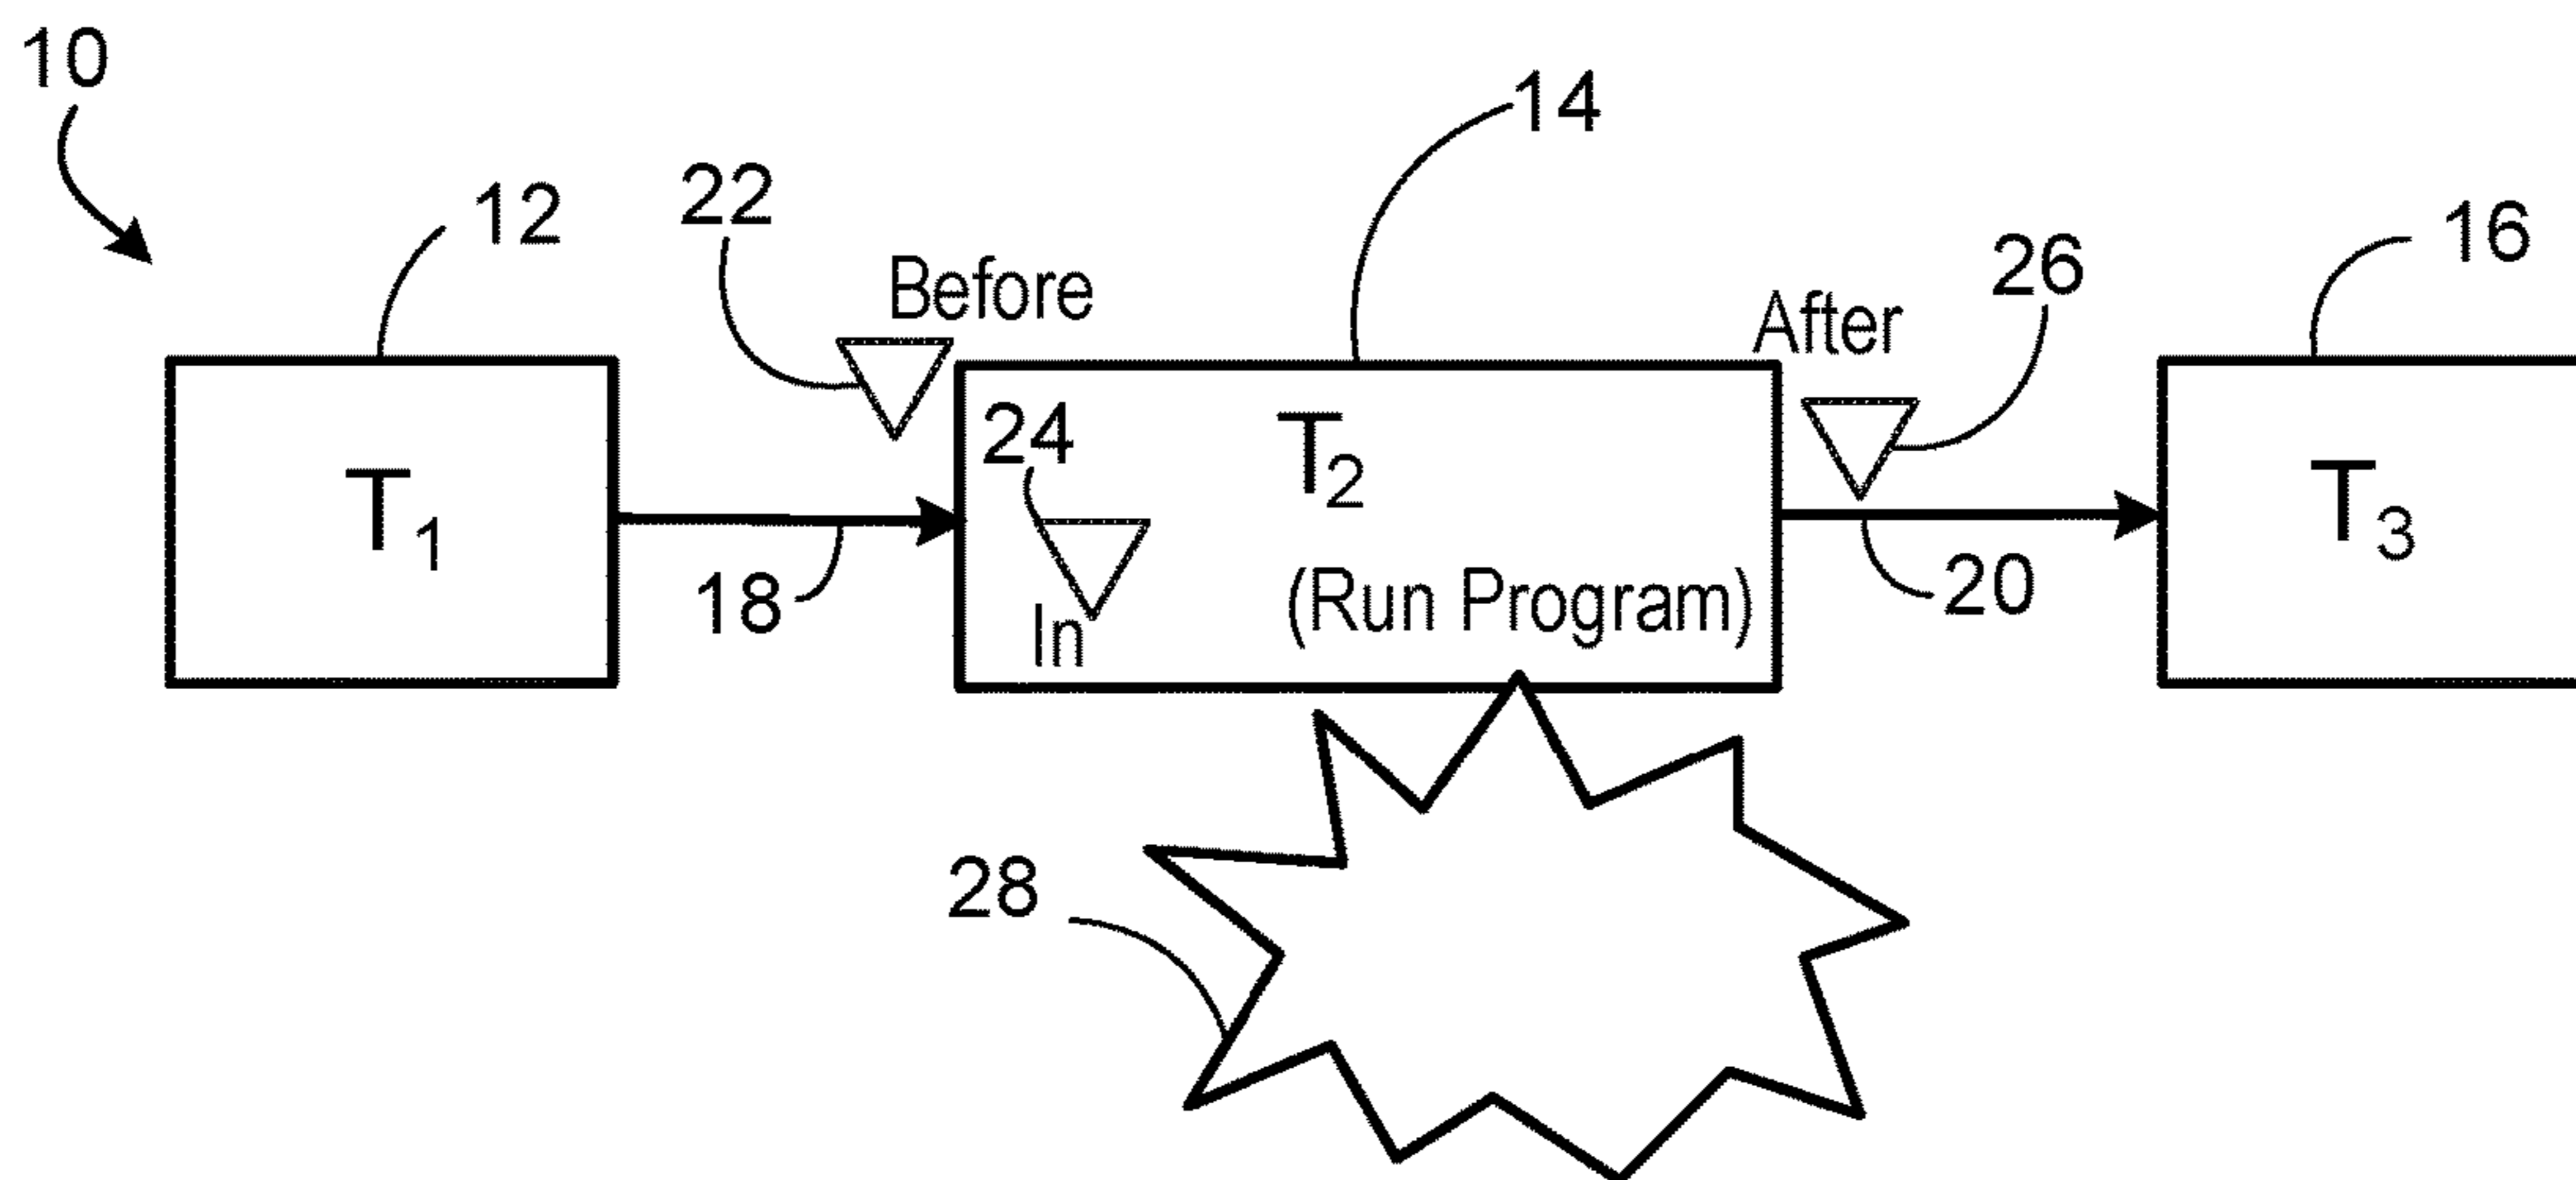 10
12
22
Before
14
After
26
16
T1
24
T2
T3
18
In
(Run Program)
20
28